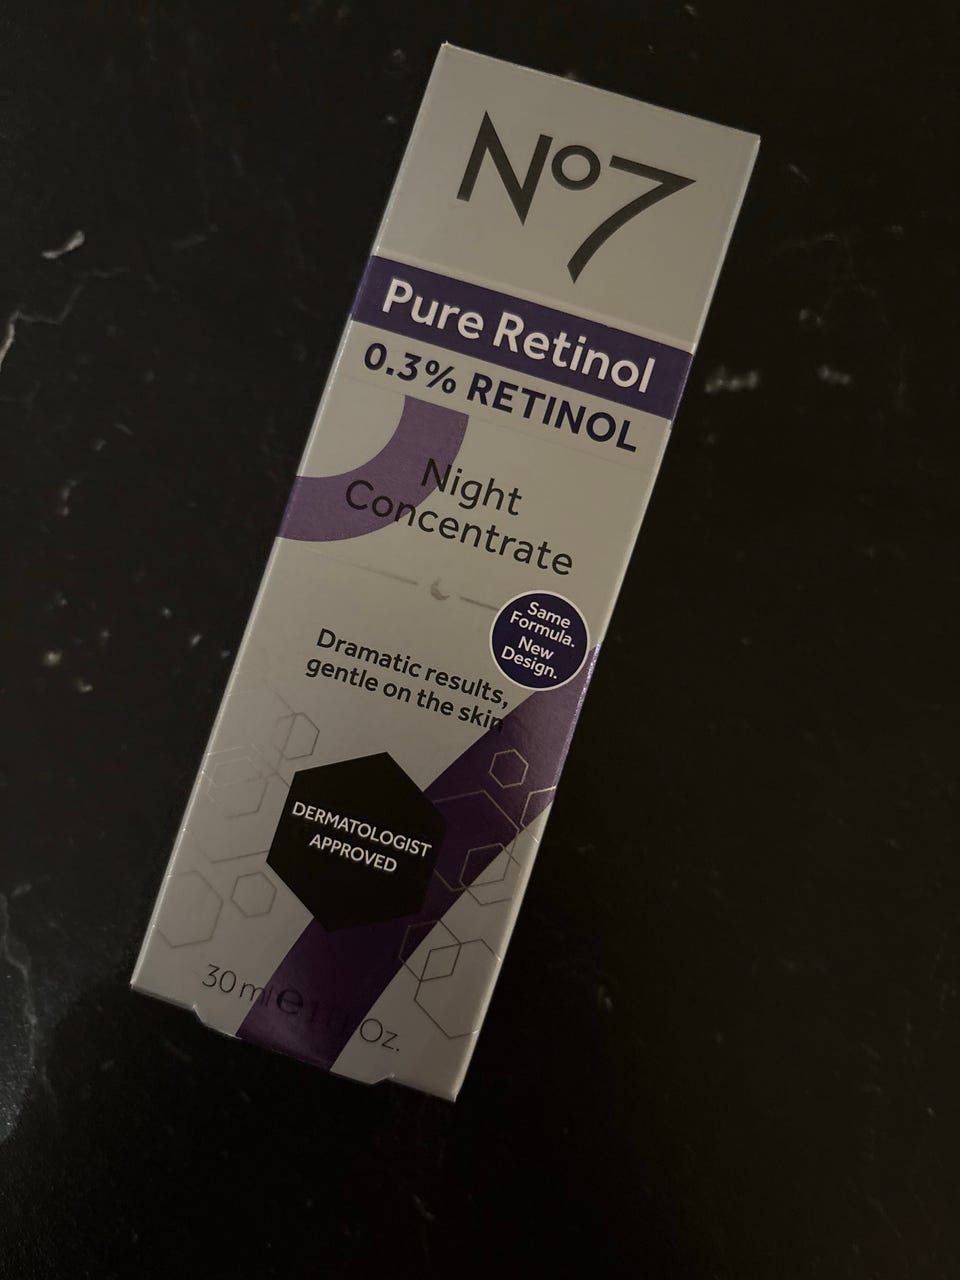 No7
Pure Retinol
0.3% RETINOL
Night
Concentrate
Same
Formula.
New
Design.
Dramatic results,
gentle on the skin
DERMATOLOGIST
APPROVED
30 ml e Oz.